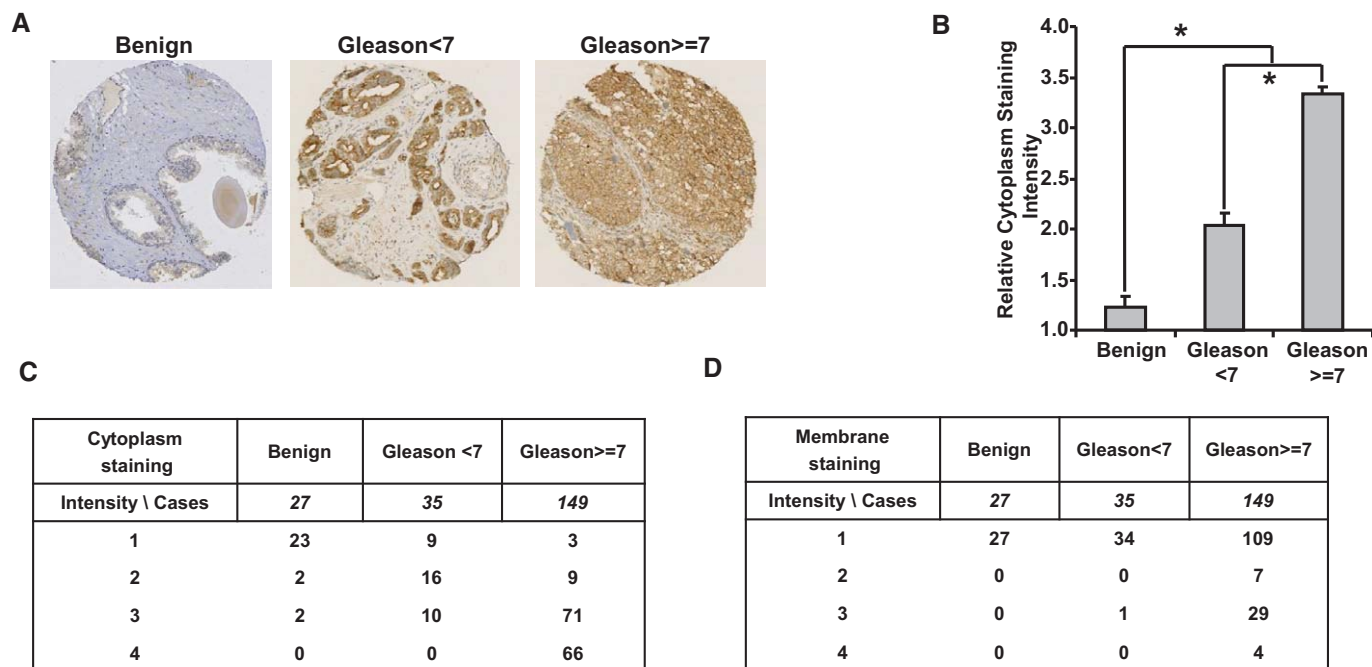 A
Benign
Gleason<7
Gleason>=7
B
Relative Cytoplasm Staining
Intensity
4.0
3.5
3.0
2.5
2.0
1.5
1.0
*
*
Benign
Gleason
<7
Gleason
>=7
C
Cytoplasm
staining
Benign
Gleason <7
Gleason>=7
Intensity \ Cases 27 35 149
1 23 9 3
2 2 16 9
3 2 10 71
4 0 0 66
D
Membrane
staining
Benign
Gleason<7
Gleason>=7
Intensity \ Cases 27 35 149
1 27 34 109
2 0 0 7
3 0 1 29
4 0 0 4